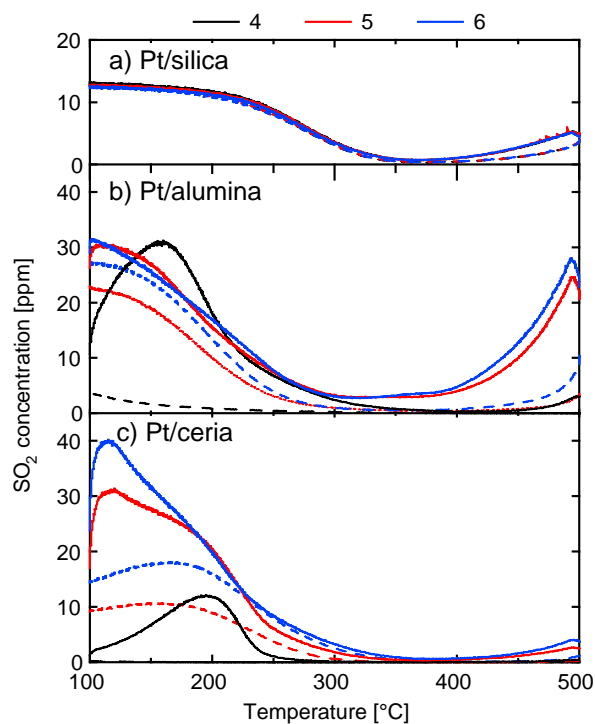 4 5 6
a) Pt/silica
20
10
0
b) Pt/alumina
40
30
20
10
0
c) Pt/ceria
40
30
20
10
0
SO₂ concentration [ppm]
100 200 300 400 500
Temperature [°C]